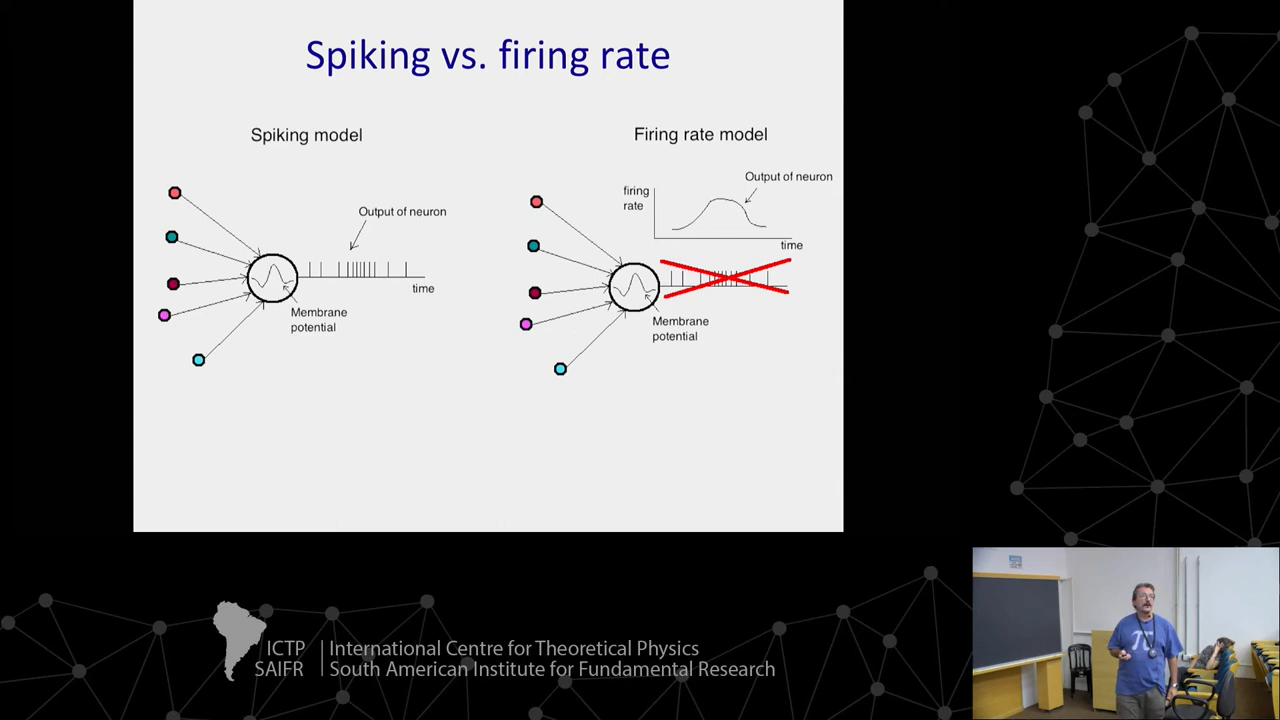 Spiking vs. firing rate
Spiking model
Output of neuron
time
Membrane
potential
Firing rate model
firing
rate
Output of neuron
time
Membrane
potential
ICTP
SAIFR
International Centre for Theoretical Physics
South American Institute for Fundamental Research
π